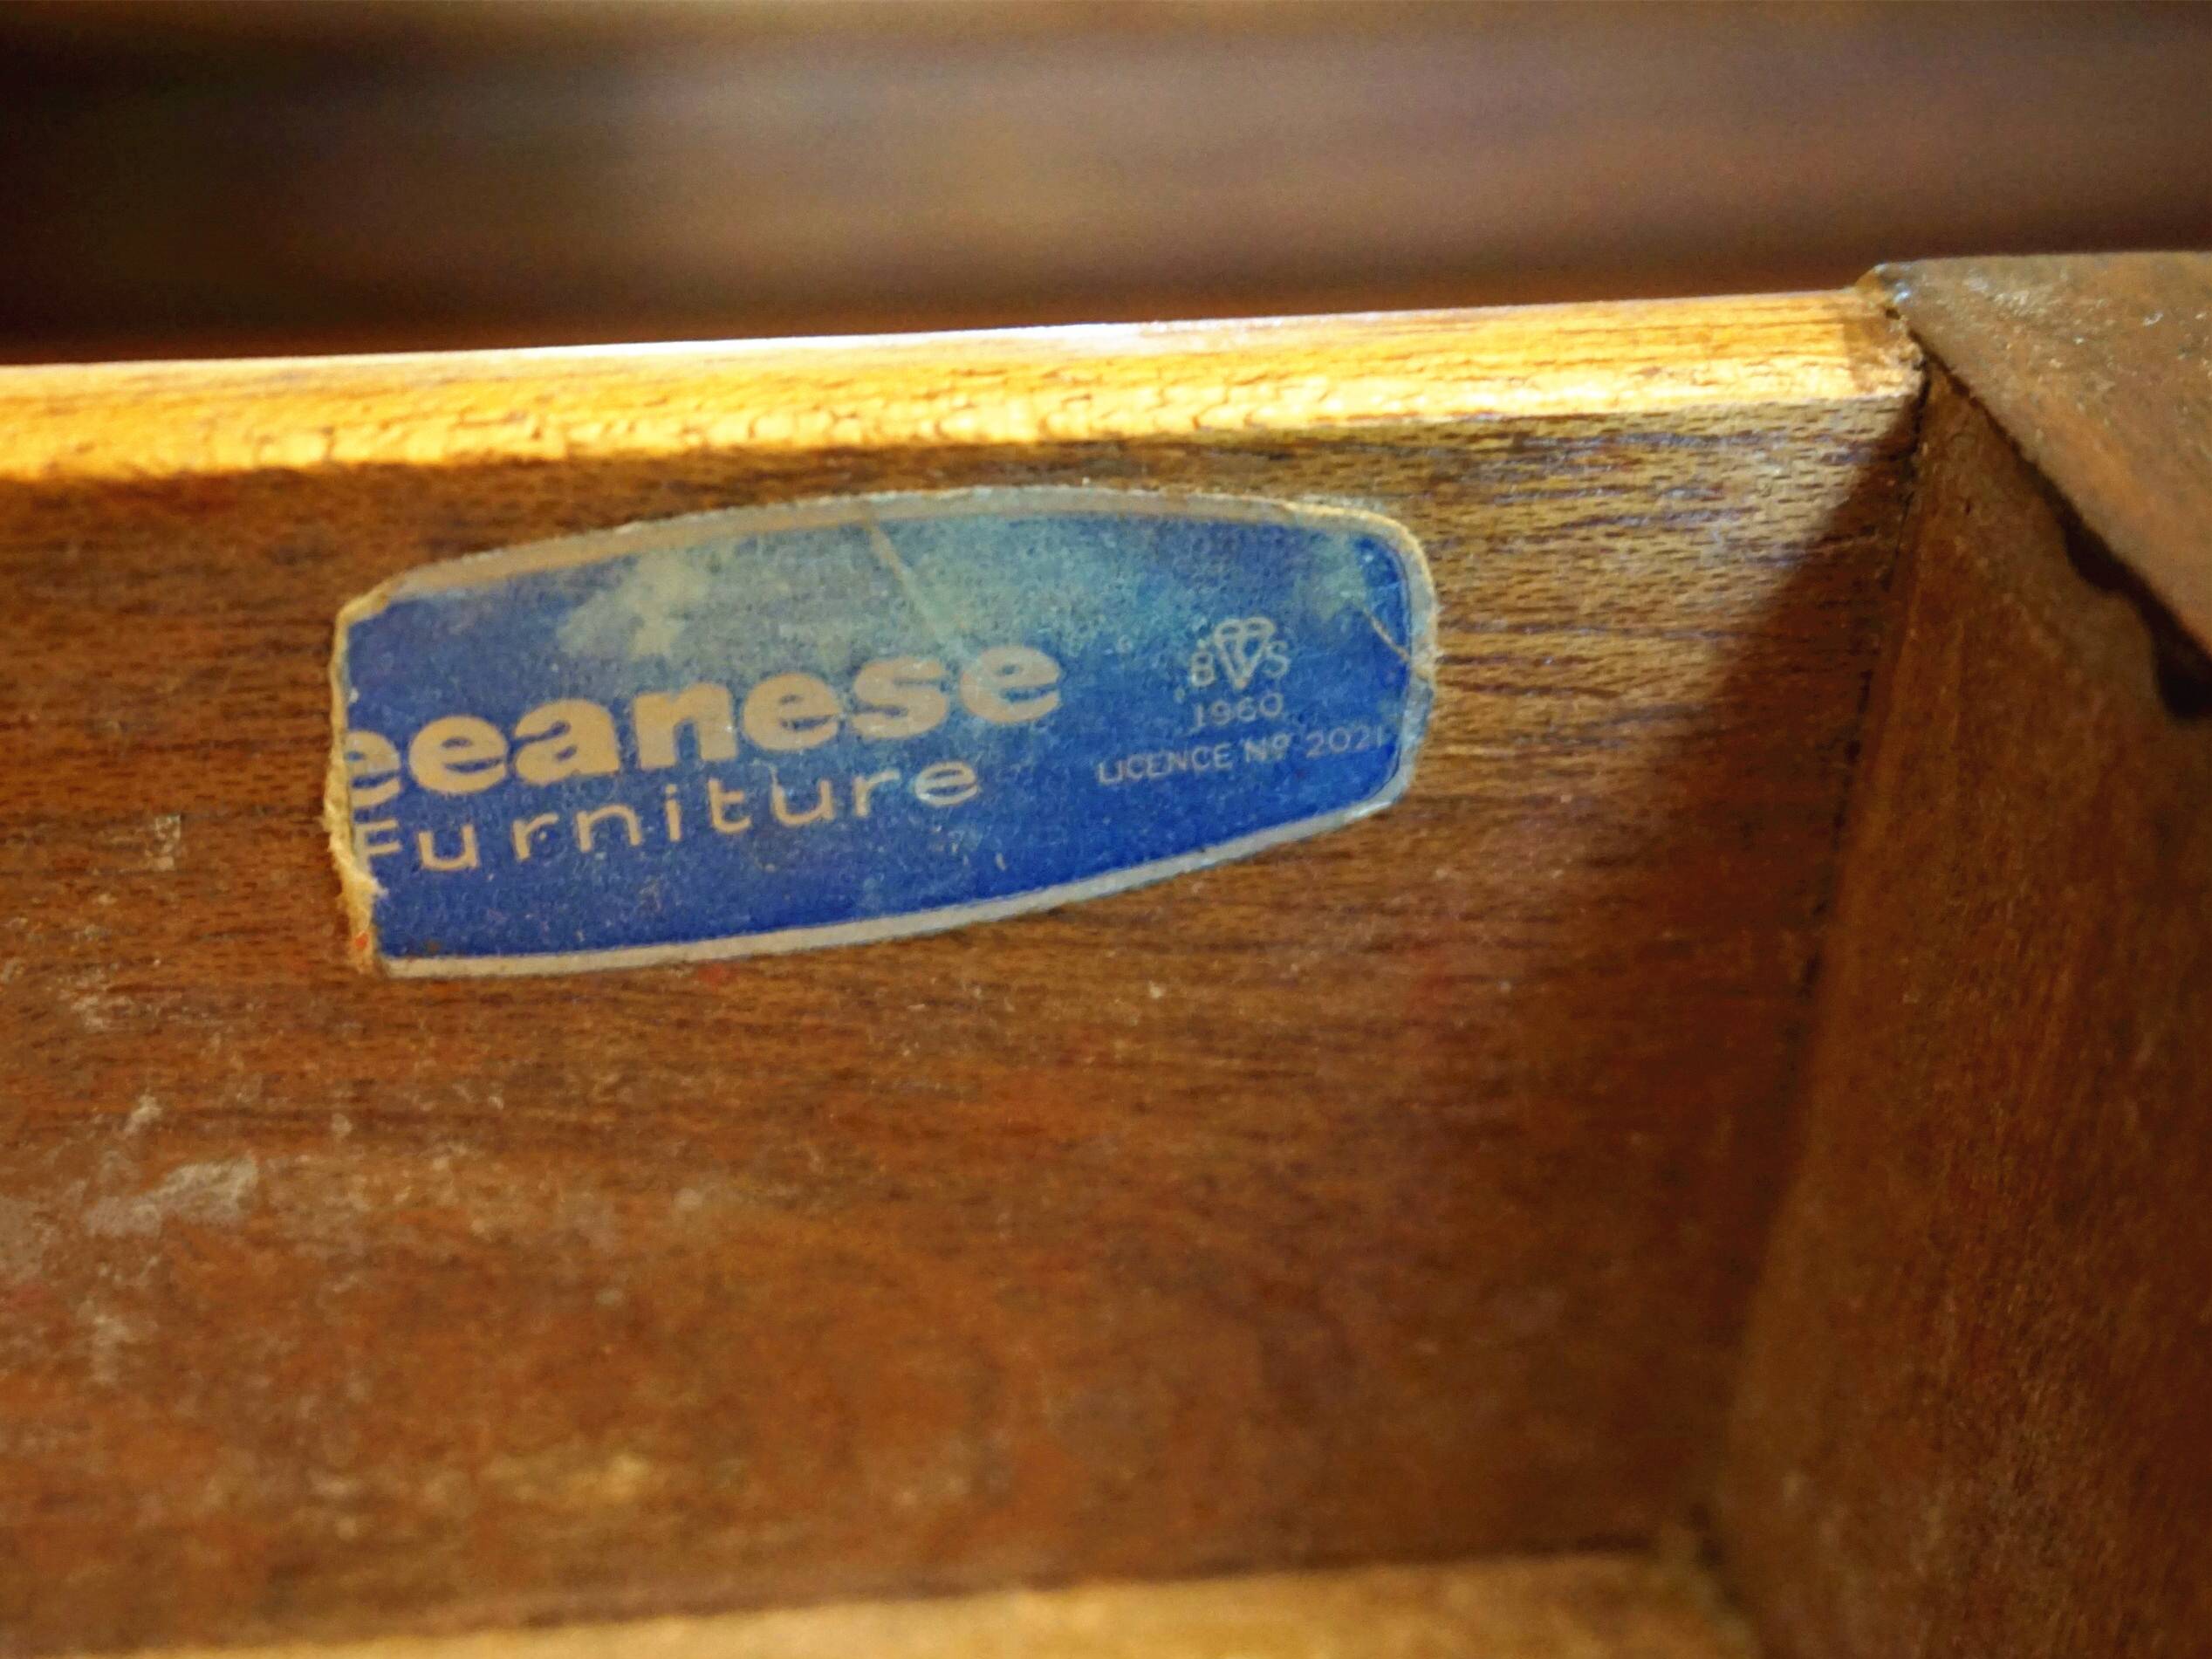 eeanese
Furniture
BS
1960
LICENCE Nº 2021